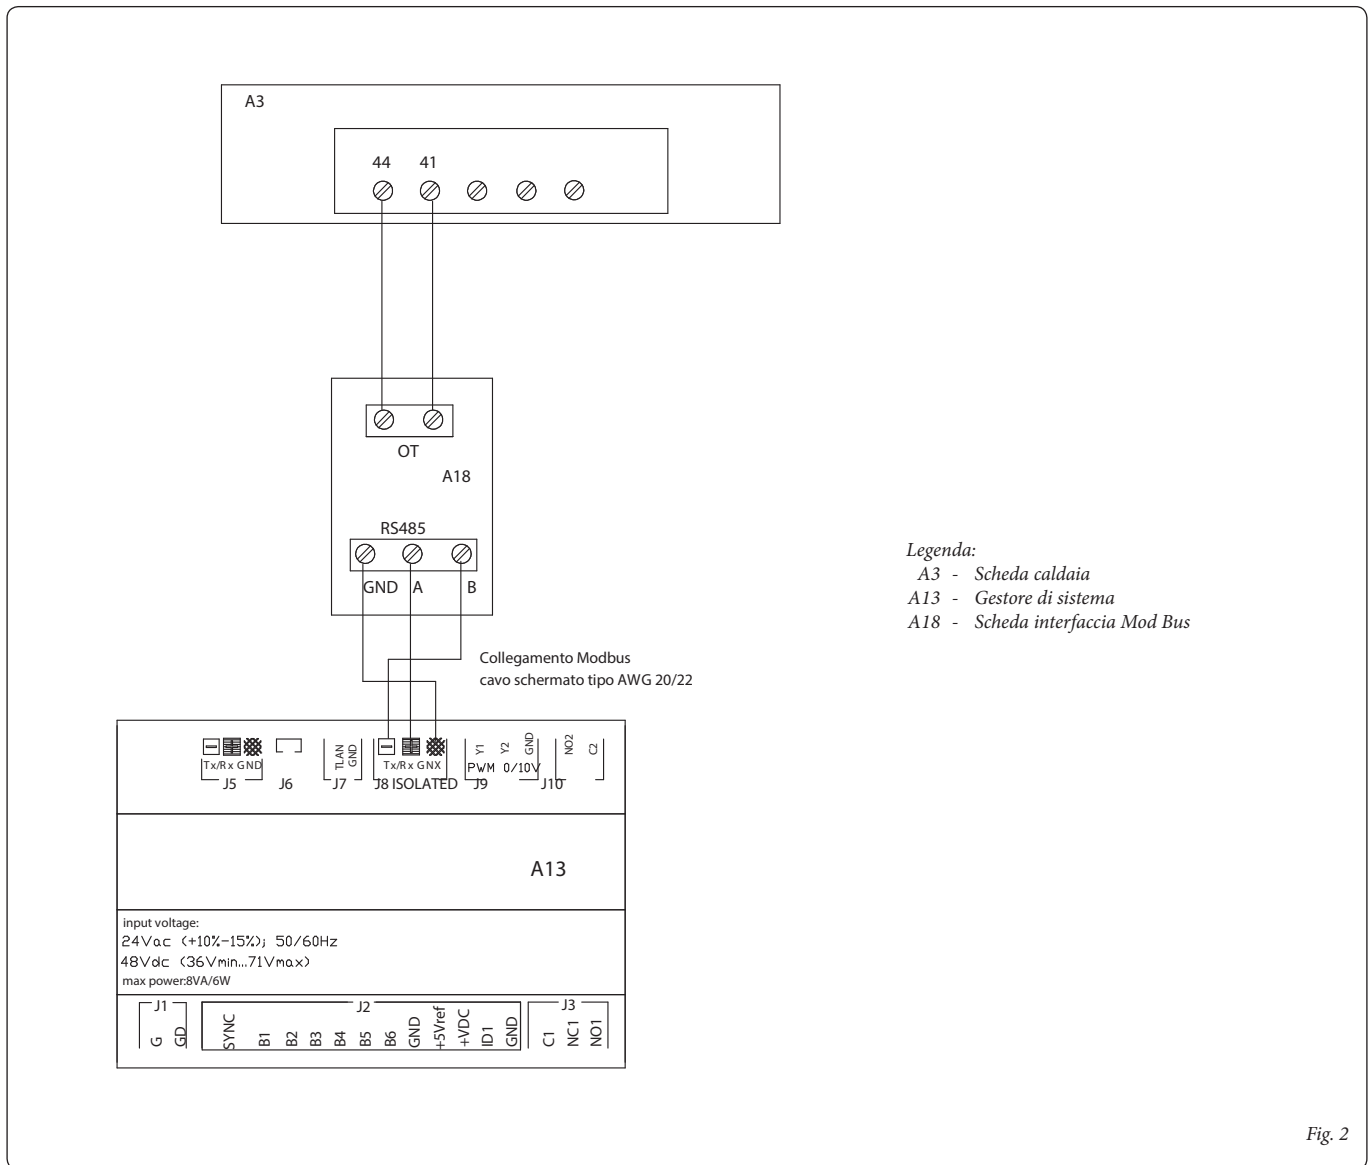 A3
44 41
OT
A18
RS485
GND A B
Legenda:
A3 - Scheda caldaia
A13 - Gestore di sistema
A18 - Scheda interfaccia Mod Bus
Collegamento Modbus
cavo schermato tipo AWG 20/22
Tx/Rx GND
J5
J6
TLAN
GND
J7
Tx/Rx GNX
J8 ISOLATED
Y1
Y2
GND
PWM 0/10V
J9
NO2
C2
J10
A13
input voltage:
24Vac (+10%-15%); 50/60Hz
48Vdc (36Vmin...71Vmax)
max power:8VA/6W
J1
G
GD
J2
SYNC
B1
B2
B3
B4
B5
B6
GND
+5Vref
+VDC
ID1
GND
J3
C1
NC1
NO1
Fig. 2